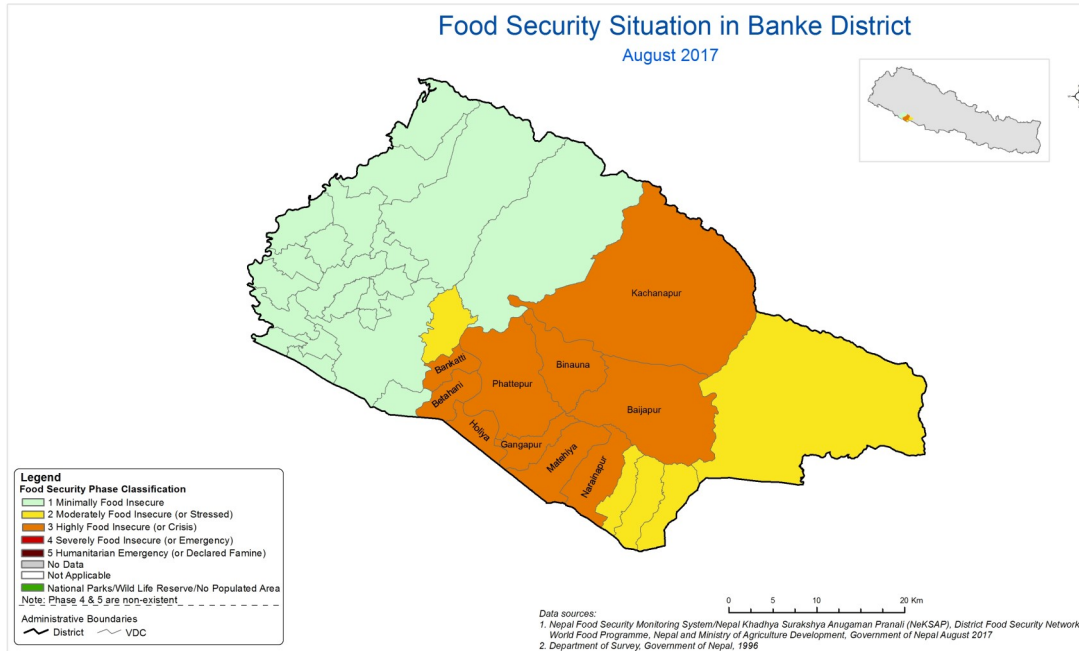 Food Security Situation in Banke District
August 2017
Kachanapur
Binauna
Bankatti
Phattepur
Betahani
Baijapur
Holiya
Gangapur
Matehiya
Narainapur
Legend
Food Security Phase Classification
1 Minimally Food Insecure
2 Moderately Food Insecure (or Stressed)
3 Highly Food Insecure (or Crisis)
4 Severely Food Insecure (or Emergency)
5 Humanitarian Emergency (or Declared Famine)
No Data
Not Applicable
National Parks/Wild Life Reserve/No Populated Area
Note: Phase 4 & 5 are non-existent
Administrative Boundaries
District VDC
0 5 10 20 Km
Data sources:
1. Nepal Food Security Monitoring System/Nepal Khadhya Surakshya Anugaman Pranali (NeKSAP), District Food Security Network
World Food Programme, Nepal and Ministry of Agriculture Development, Government of Nepal August 2017
2. Department of Survey, Government of Nepal, 1996